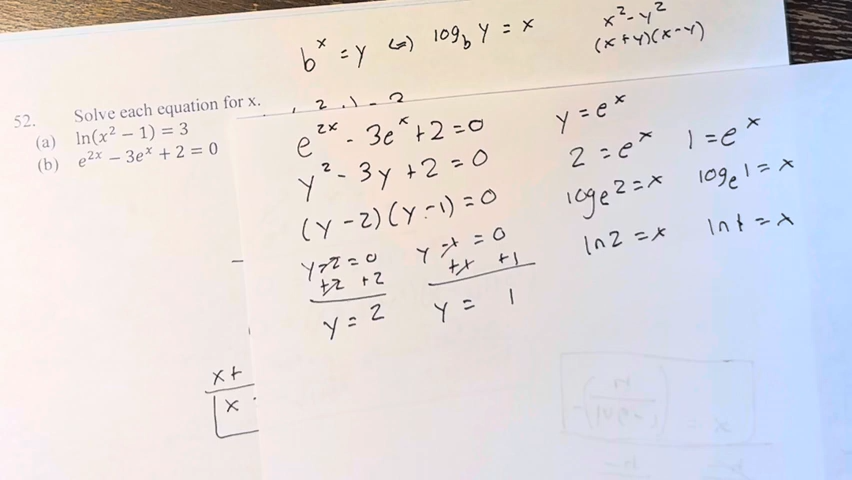 b^x = y ⇔ log_b y = x
x² - y²
(x + y)(x - y)
52. Solve each equation for x.
(a) ln(x² − 1) = 3
(b) e^{2x} − 3e^x + 2 = 0
e^{2x} - 3e^x + 2 = 0
y² - 3y + 2 = 0
(y - 2)(y - 1) = 0
y - 2 = 0
+2 +2
y = 2
y - 1 = 0
+1 +1
y = 1
y = e^x
2 = e^x 1 = e^x
log_e 2 = x log_e 1 = x
ln 2 = x ln 1 = x
x +
x